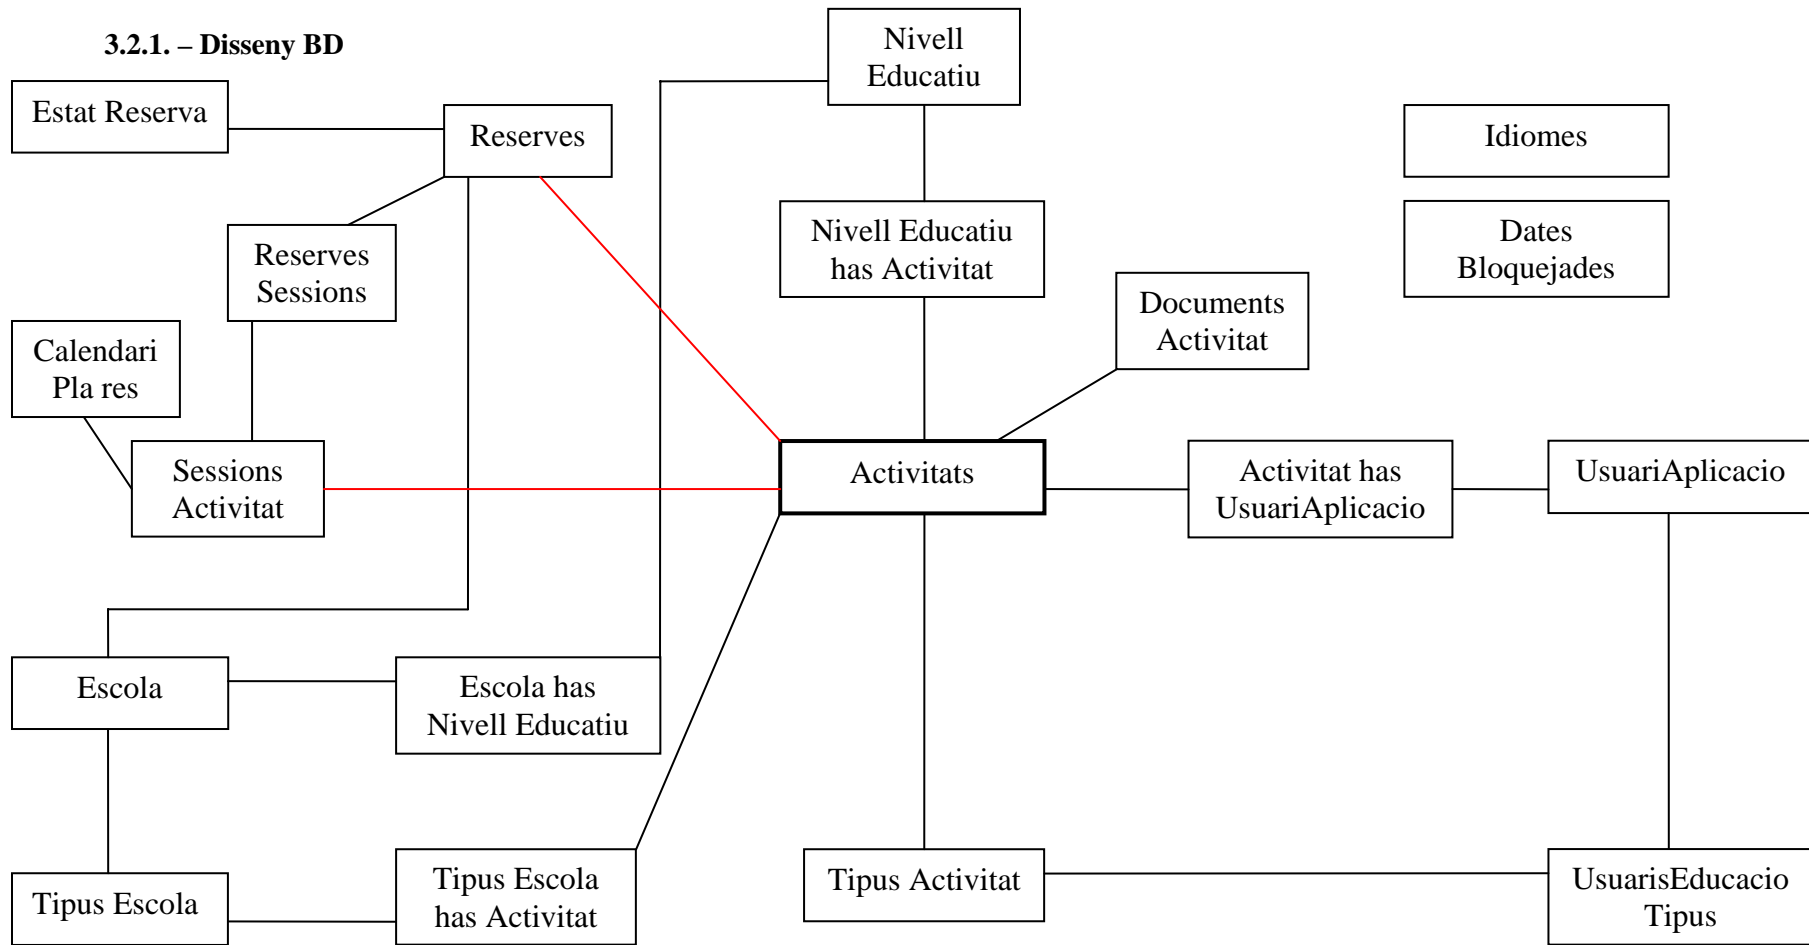 3.2.1. – Disseny BD
Nivell
Educatiu
Estat Reserva
Reserves
Idiomes
Nivell Educatiu
has Activitat
Dates
Bloquejades
Reserves
Sessions
Documents
Activitat
Calendari
Pla res
Sessions
Activitat
Activitats
Activitat has
UsuariAplicacio
UsuariAplicacio
Escola
Escola has
Nivell Educatiu
Tipus Escola
Tipus Escola
has Activitat
Tipus Activitat
UsuarisEducacio
Tipus